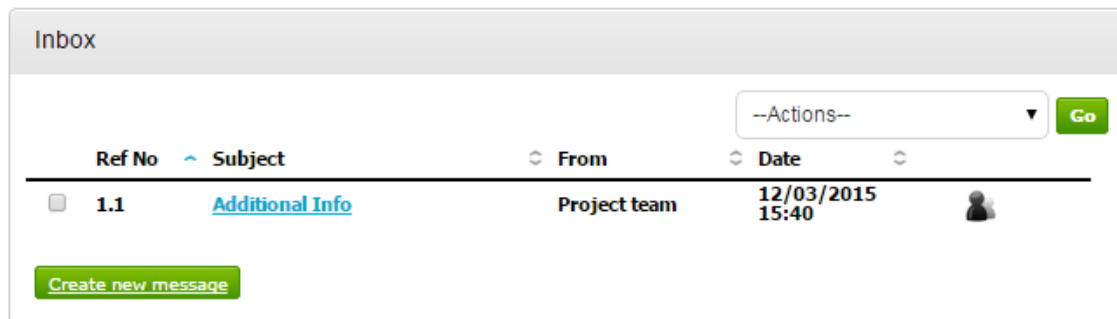 Inbox
--Actions-- Go
Ref No Subject From Date
1.1 Additional Info Project team 12/03/2015
15:40
Create new message